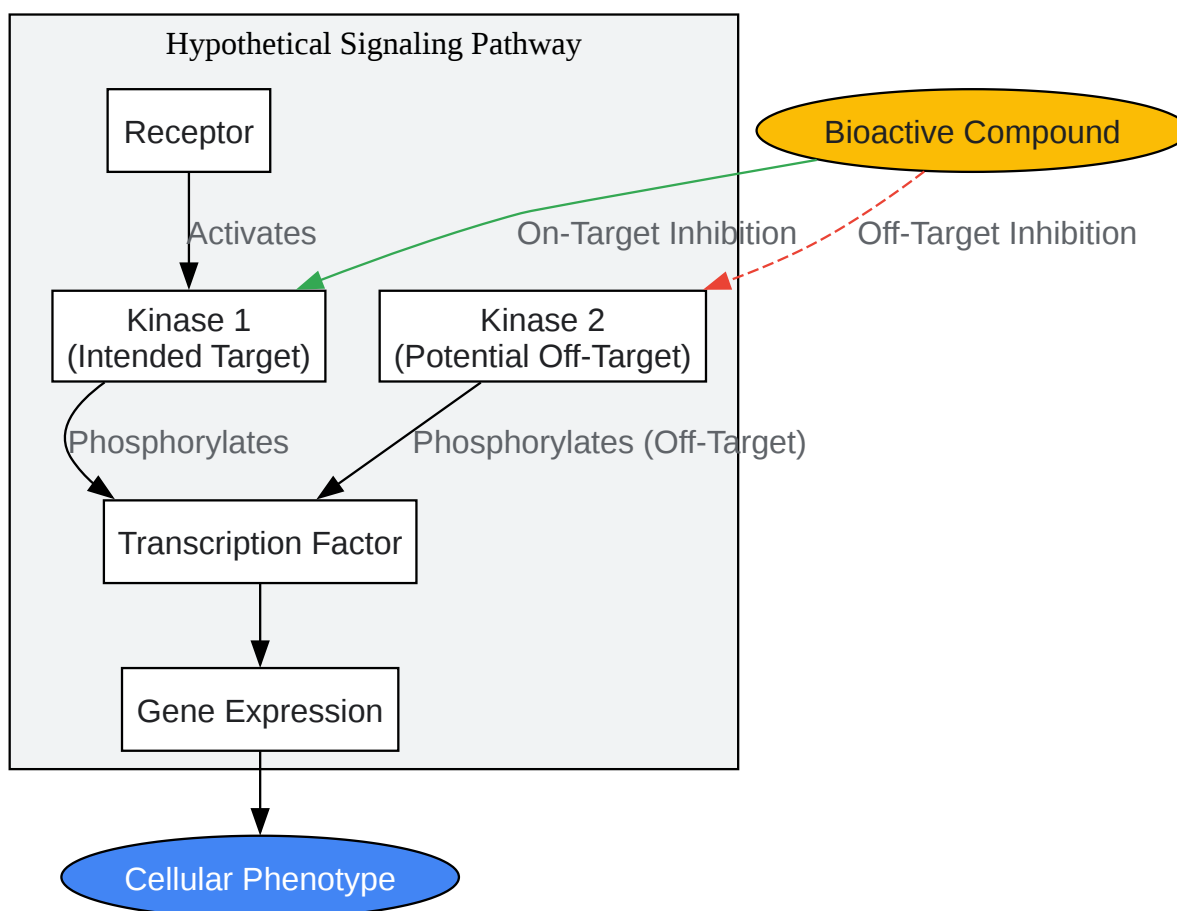 Hypothetical Signaling Pathway
Receptor
Bioactive Compound
Activates
On-Target Inhibition
Off-Target Inhibition
Kinase 1
(Intended Target)
Kinase 2
(Potential Off-Target)
Phosphorylates
Phosphorylates (Off-Target)
Transcription Factor
Gene Expression
Cellular Phenotype